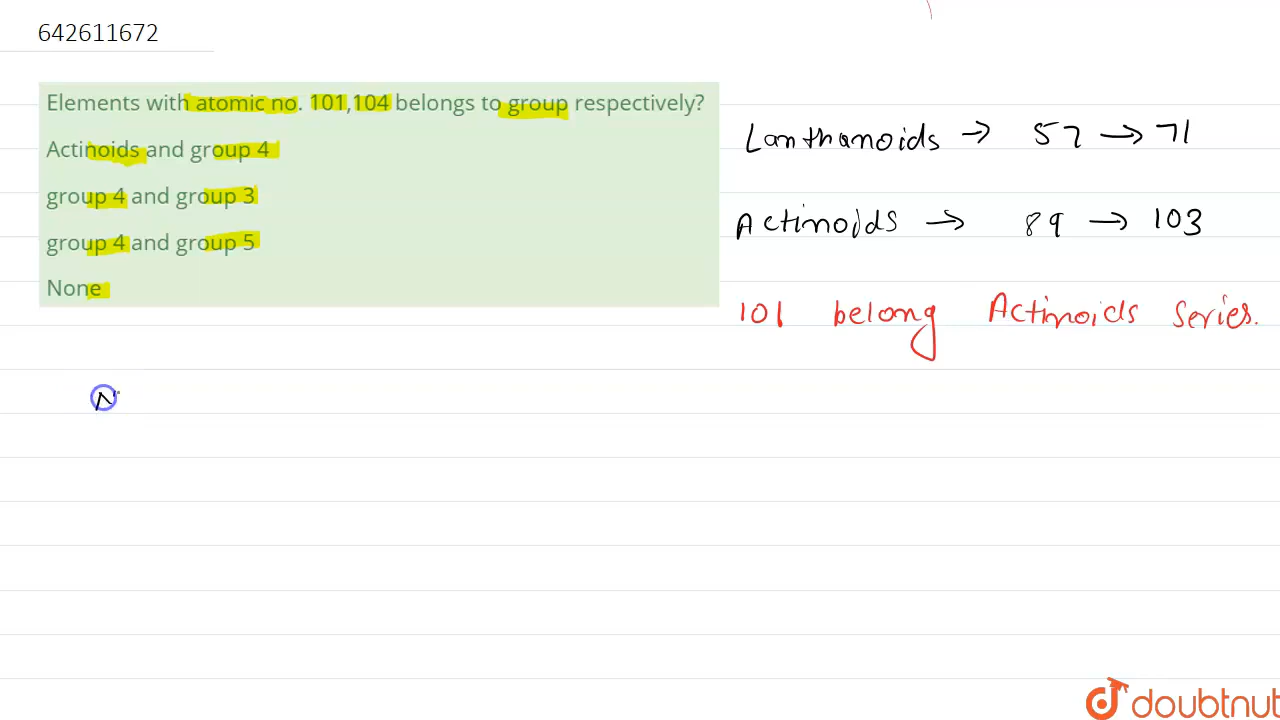 642611672
Elements with atomic no. 101,104 belongs to group respectively?
Actinoids and group 4
group 4 and group 3
group 4 and group 5
None
Lanthanoids → 57 → 71
Actinoids → 89 → 103
101 belong Actinoids series.
doubtnut